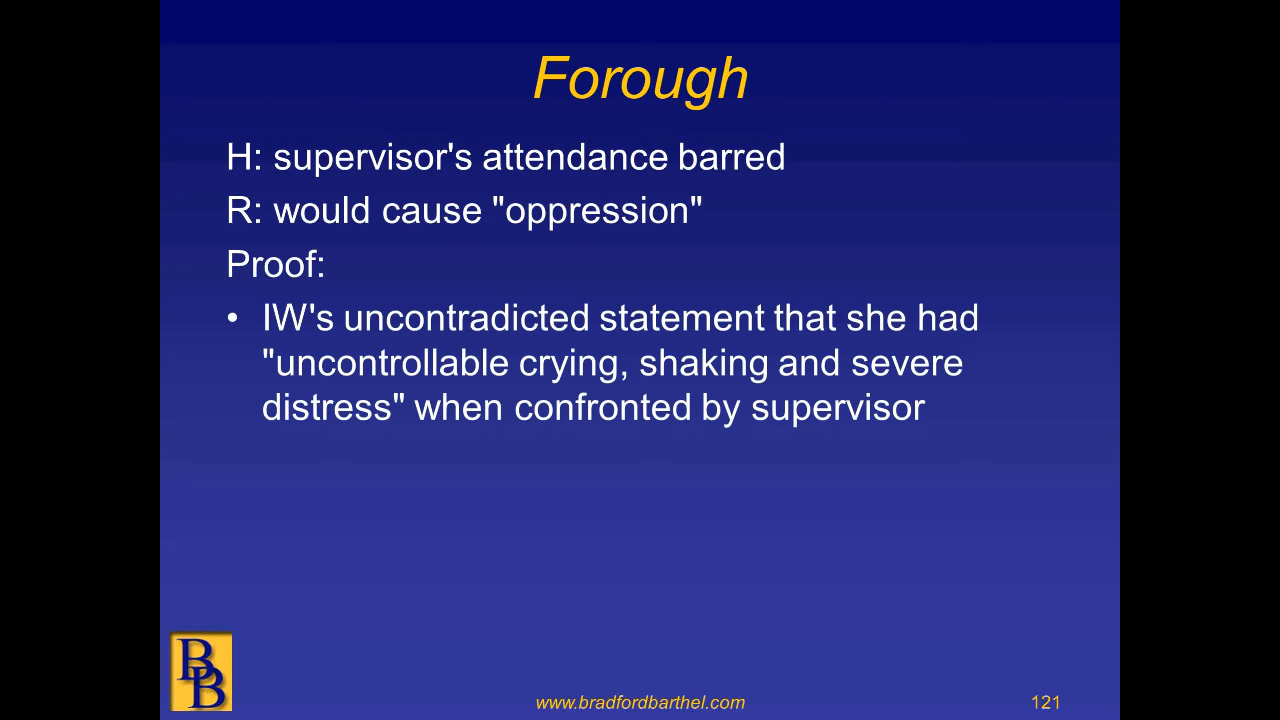 Forough
H: supervisor's attendance barred
R: would cause "oppression"
Proof:
• IW's uncontradicted statement that she had
"uncontrollable crying, shaking and severe
distress" when confronted by supervisor
BB
www.bradfordbarthel.com
121